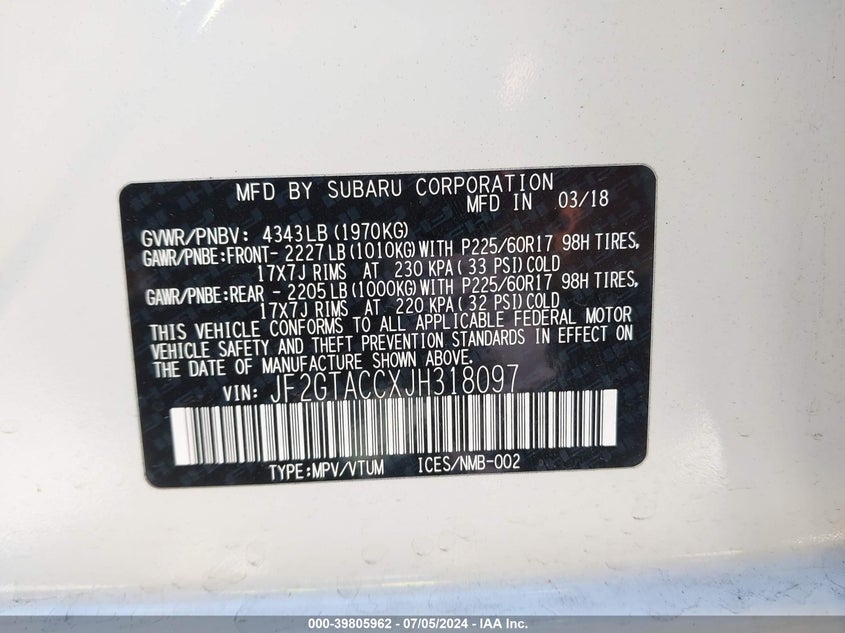 MFD BY SUBARU CORPORATION
MFD IN 03/18
GVWR/PNBV: 4343LB (1970KG)
GAWR/PNBE:FRONT- 2227LB(1010KG)WITH P225/60R17 98H TIRES,
17X7J RIMS AT 230 KPA( 33 PSI)COLD
GAWR/PNBE:REAR - 2205LB(1000KG)WITH P225/60R17 98H TIRES,
17X7J RIMS AT 220 KPA( 32 PSI)COLD
THIS VEHICLE CONFORMS TO ALL APPLICABLE FEDERAL MOTOR
VEHICLE SAFETY AND THEFT PREVENTION STANDARDS IN EFFECT ON
THE DATE OF MANUFACTURE SHOWN ABOVE.
VIN: JF2GTACCXJH318097
TYPE:MPV/VTUM ICES/NMB-002
000-39805962 - 07/05/2024 - IAA Inc.